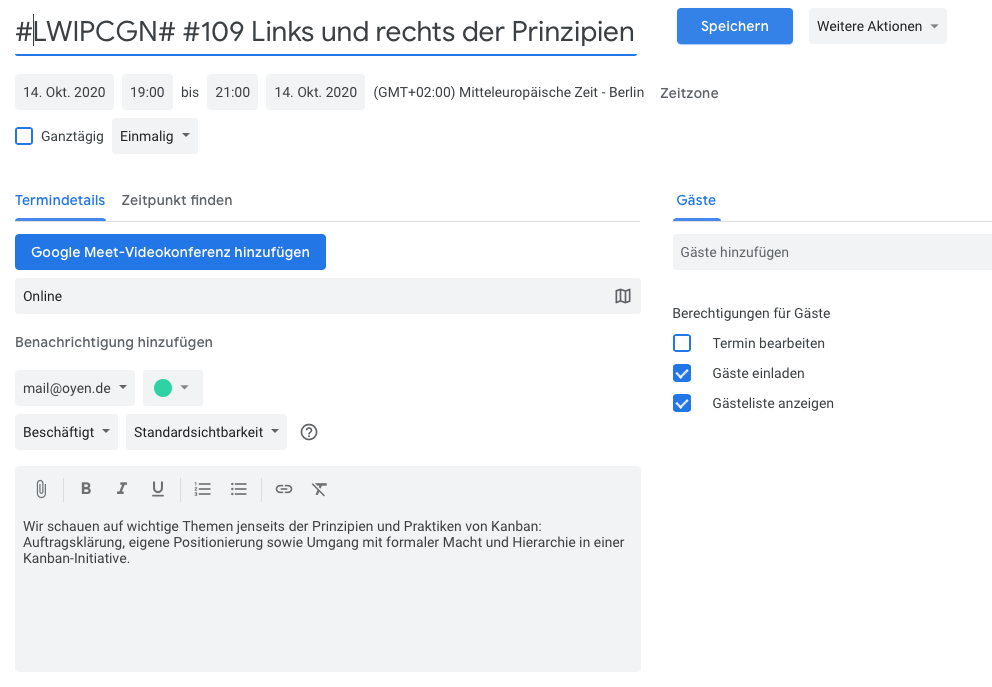 #LWIPCGN# #109 Links und rechts der Prinzipien
Speichern
Weitere Aktionen
14. Okt. 2020 19:00 bis 21:00 14. Okt. 2020 (GMT+02:00) Mitteleuropäische Zeit - Berlin Zeitzone
Ganztägig Einmalig
Termindetails Zeitpunkt finden
Google Meet-Videokonferenz hinzufügen
Online
Benachrichtigung hinzufügen
mail@oyen.de
Beschäftigt Standardsichtbarkeit ?
B I U
Wir schauen auf wichtige Themen jenseits der Prinzipien und Praktiken von Kanban:
Auftragsklärung, eigene Positionierung sowie Umgang mit formaler Macht und Hierarchie in einer
Kanban-Initiative.
Gäste
Gäste hinzufügen
Berechtigungen für Gäste
Termin bearbeiten
Gäste einladen
Gästeliste anzeigen